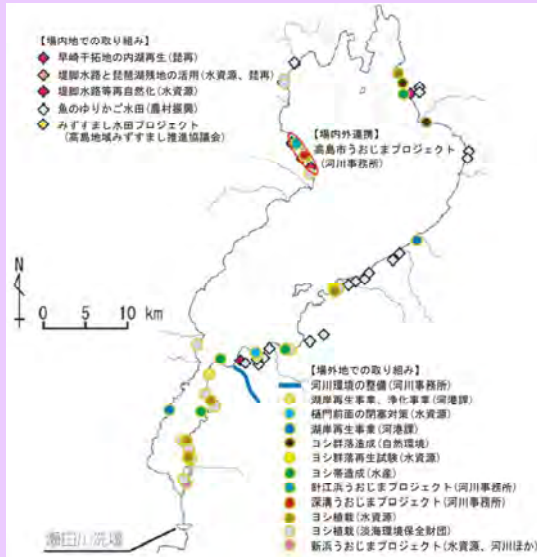 【場内地での取り組み】
早崎干拓地の内湖再生(琵再)
堤脚水路と琵琶湖残地の活用(水資源、琵再)
堤脚水路等再自然化(水資源)
魚のゆりかご水田(農村振興)
みずすまし水田プロジェクト
(高島地域みずすまし推進協議会)
【場内外連携】
高島市うおじまプロジェクト
(河川事務所)
N
0 5 10 km
【場外地での取り組み】
河川環境の整備(河川事務所)
湖岸再生事業、浄化事業(河港課)
樋門前面の閉塞対策(水資源)
湖岸再生事業(河港課)
ヨシ群落造成(自然環境)
ヨシ群落再生試験(水資源)
ヨシ帯造成(水産)
針江浜うおじまプロジェクト(河川事務所)
深溝うおじまプロジェクト(河川事務所)
ヨシ植栽(水資源)
ヨシ植栽(淡海環境保全財団)
新浜うおじまプロジェクト(水資源、河川ほか)
瀬田川洗堰